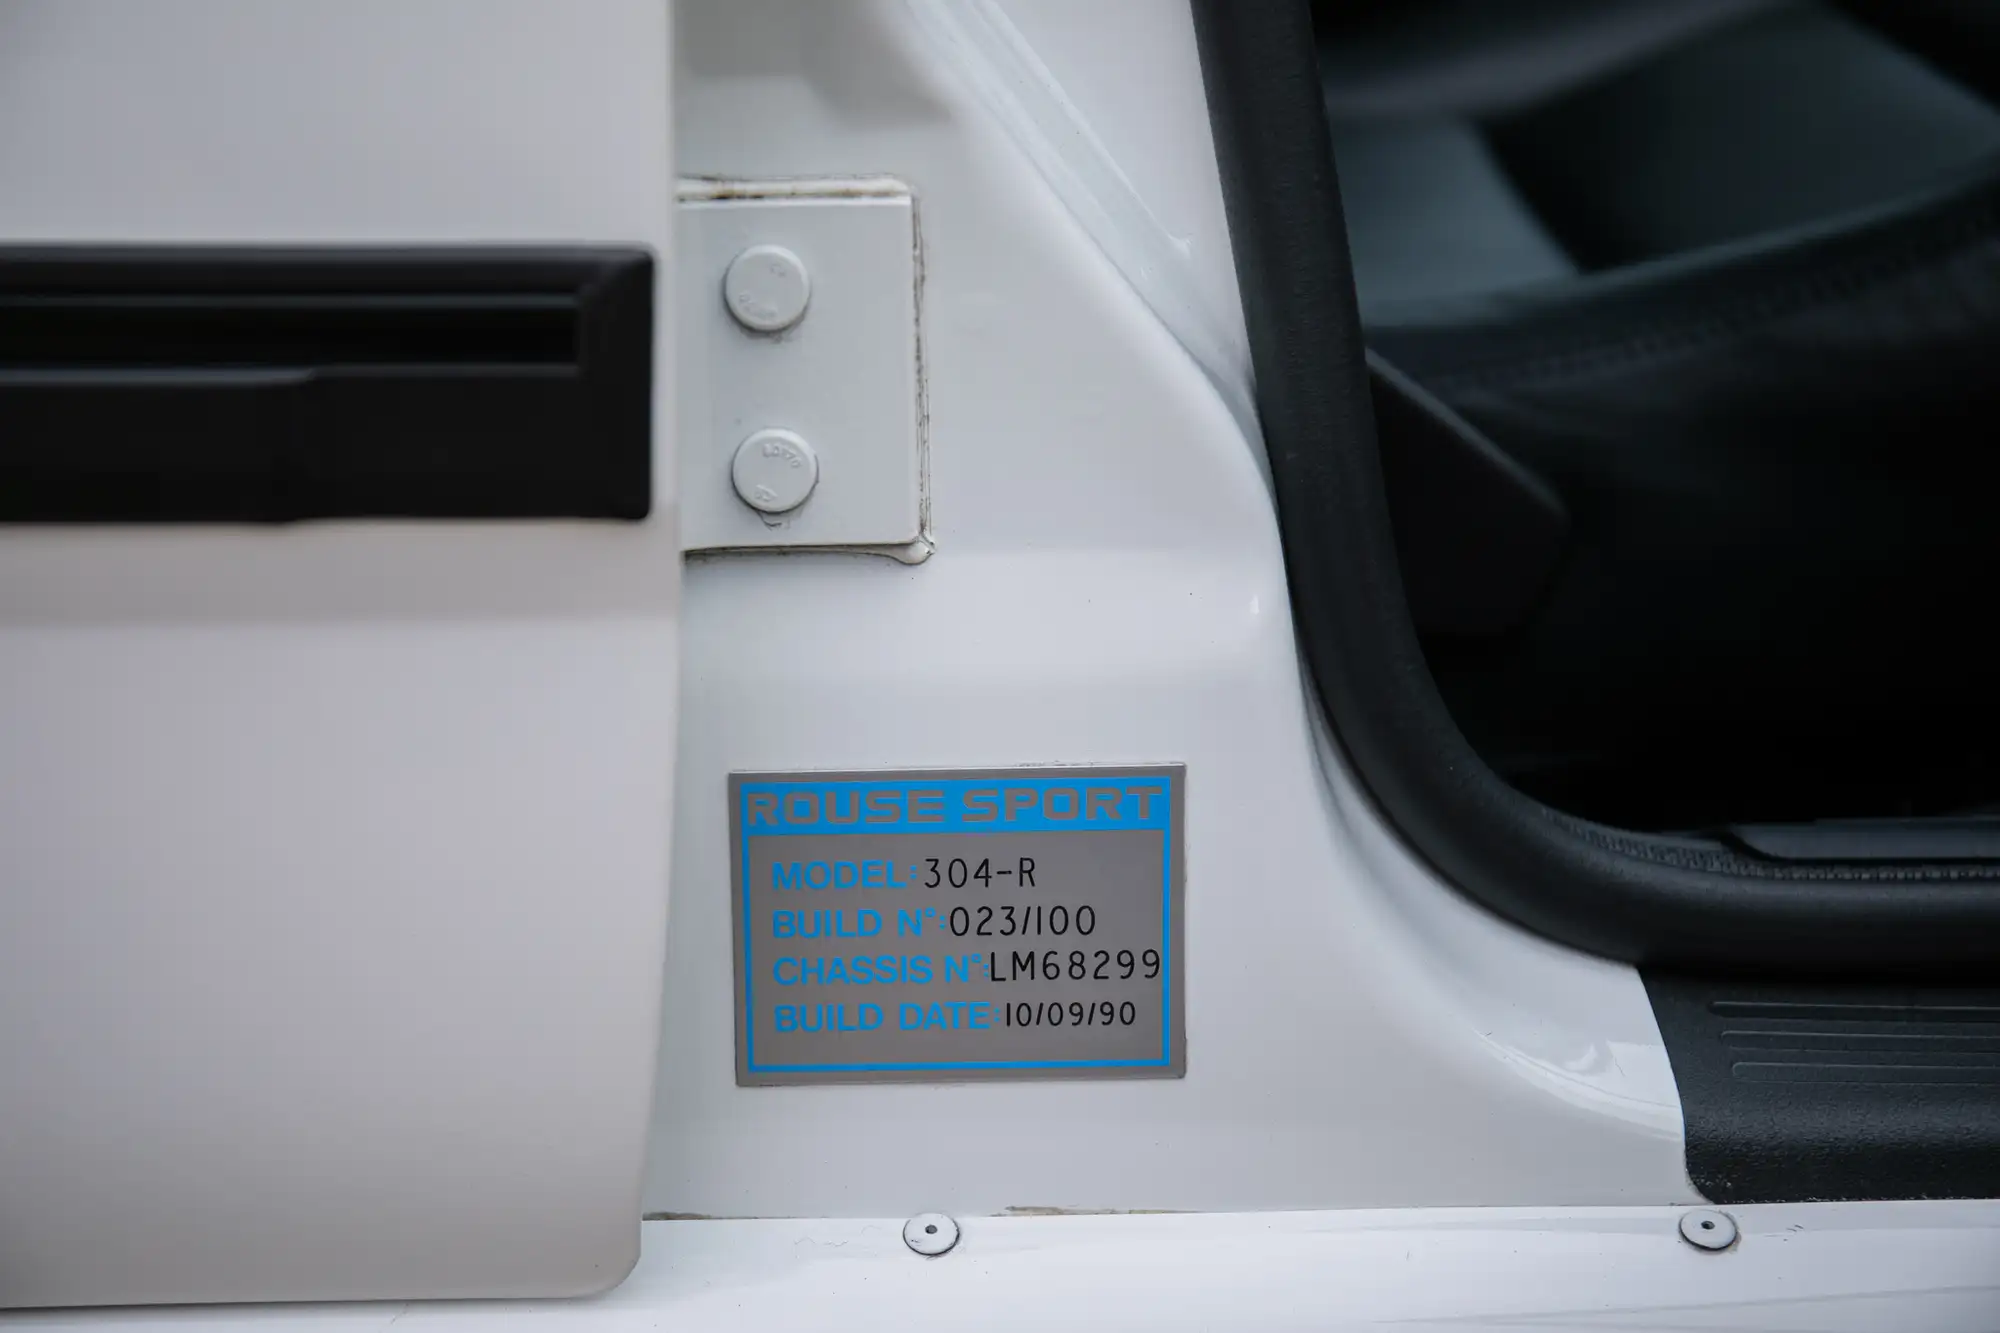 ROUSE SPORT
MODEL: 304-R
BUILD N°: 023/100
CHASSIS N°: LM68299
BUILD DATE: 10/09/90